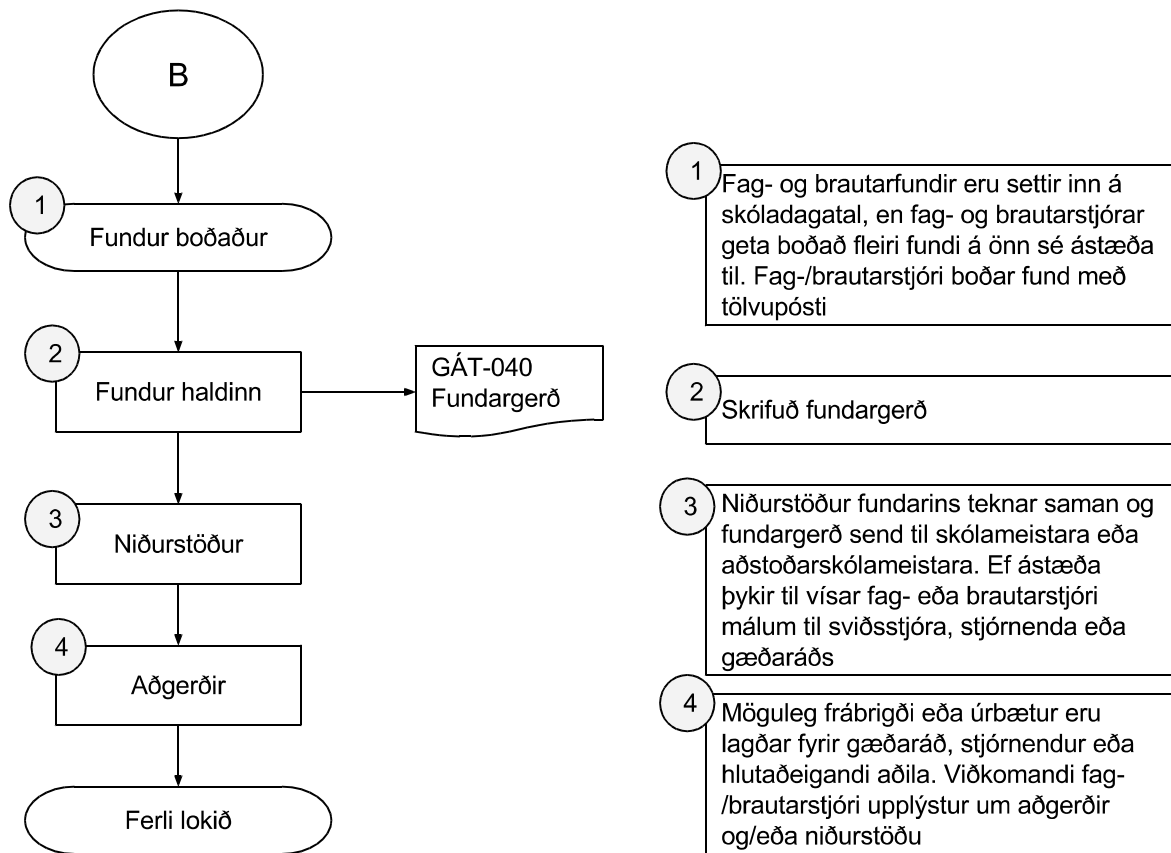 B
1
Fundur boðaður
2
Fundur haldinn
GÁT-040
Fundargerð
3
Niðurstöður
4
Aðgerðir
Ferli lokið
1
Fag- og brautarfundir eru settir inn á
skóladagatal, en fag- og brautarstjórar
geta boðað fleiri fundi á önn sé ástæða
til. Fag-/brautarstjóri boðar fund með
tölvupósti
2
Skrifuð fundargerð
3
Niðurstöður fundarins teknar saman og
fundargerð send til skólameistara eða
aðstoðarskólameistara. Ef ástæða
þykir til vísar fag- eða brautarstjóri
málum til sviðsstjóra, stjórnenda eða
gæðaráðs
4
Möguleg frábrigði eða úrbætur eru
lagðar fyrir gæðaráð, stjórnendur eða
hlutaðeigandi aðila. Viðkomandi fag-
/brautarstjóri upplýstur um aðgerðir
og/eða niðurstöðu